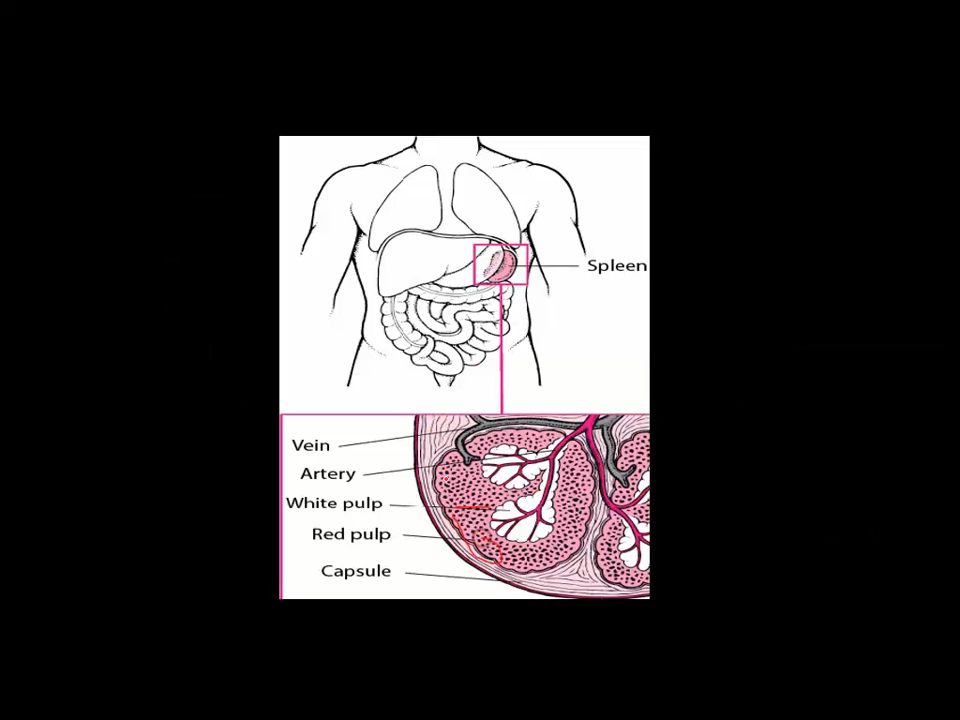 Spleen
Vein
Artery
White pulp
Red pulp
Capsule